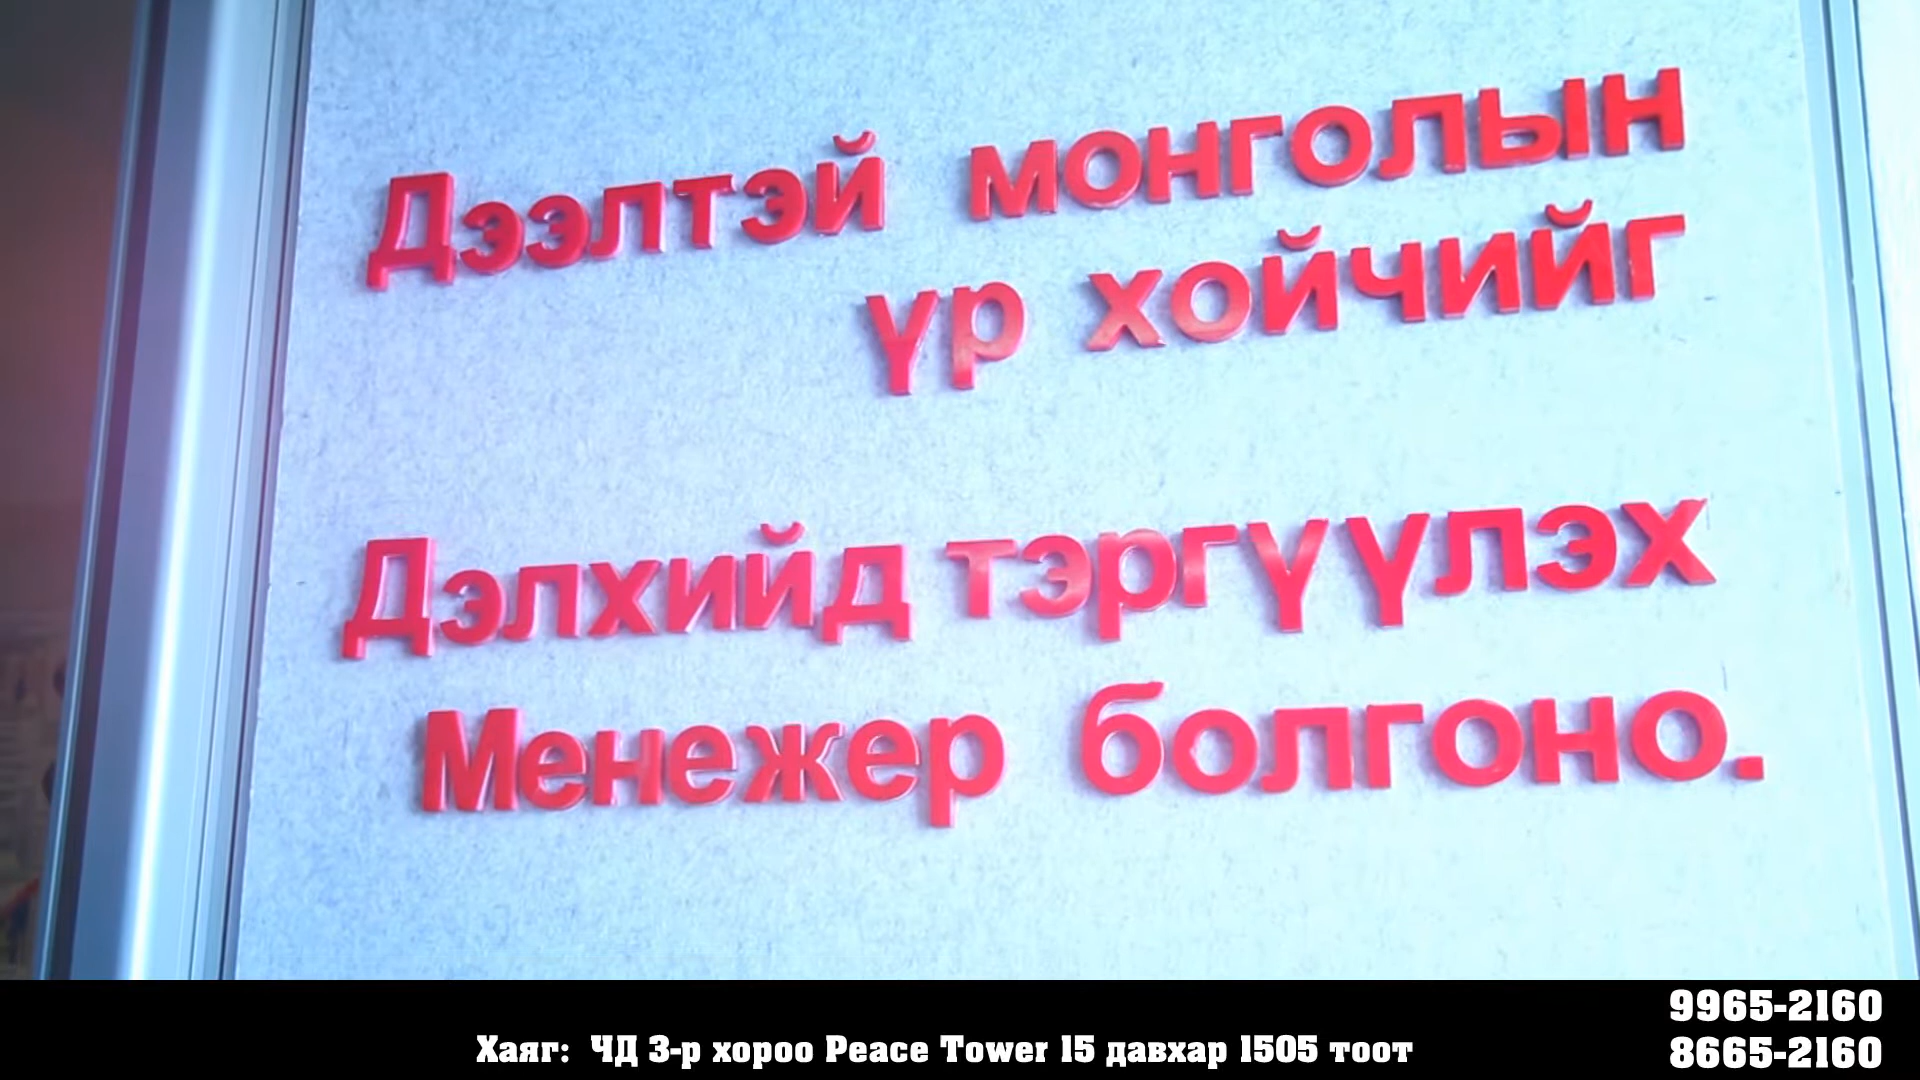 Дээлтэй монголын
үр хойчийг
Дэлхийд тэргүүлэх
Менежер болгоно.
9965-2160
Хаяг: ЧД 3-р хороо Peace Tower 15 давхар 1505 тоот
8665-2160